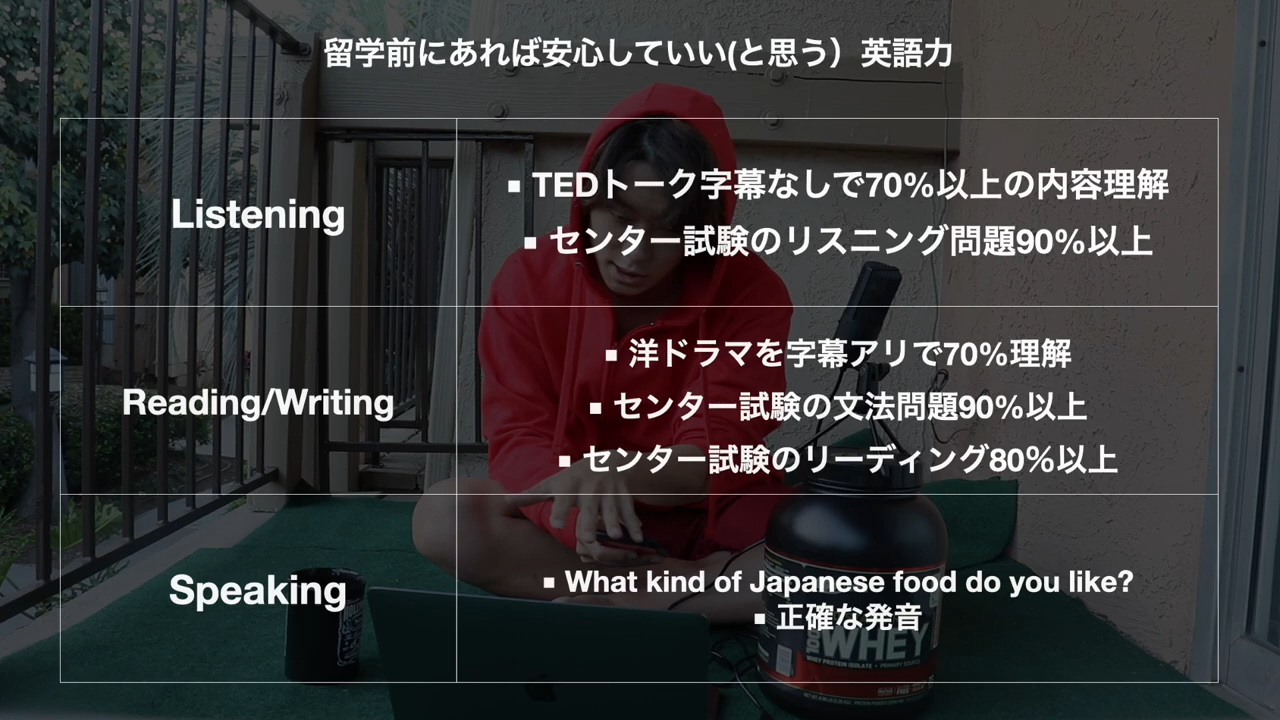 留学前にあれば安心していい(と思う）英語力
Listening
▪ TEDトーク字幕なしで70%以上の内容理解
▪ センター試験のリスニング問題90%以上
Reading/Writing
▪ 洋ドラマを字幕アリで70%理解
▪ センター試験の文法問題90%以上
▪ センター試験のリーディング80%以上
Speaking
▪ What kind of Japanese food do you like?
▪ 正確な発音
100% WHEY
WHEY PROTEIN ISOLATE • PRIMARY SOURCE